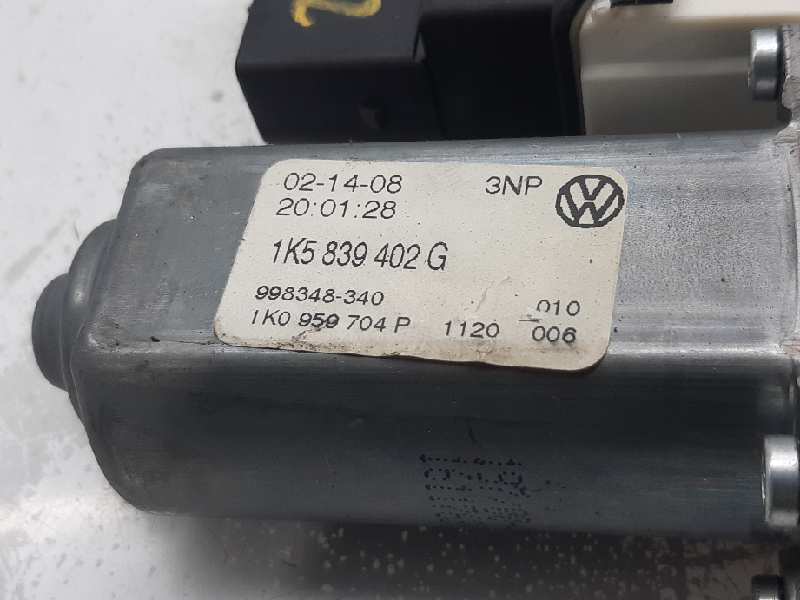 02-14-08 3NP
20:01:28
1K5 839 402 G
998348-340 010
1K0 959 704 P 1120 006